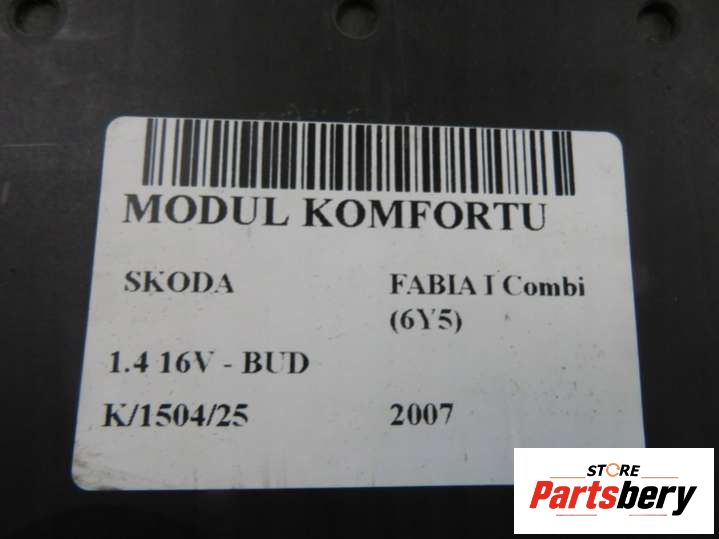 MODUL KOMFORTU
SKODA
FABIA I Combi
(6Y5)
1.4 16V - BUD
K/1504/25
2007
STORE
Partsbery